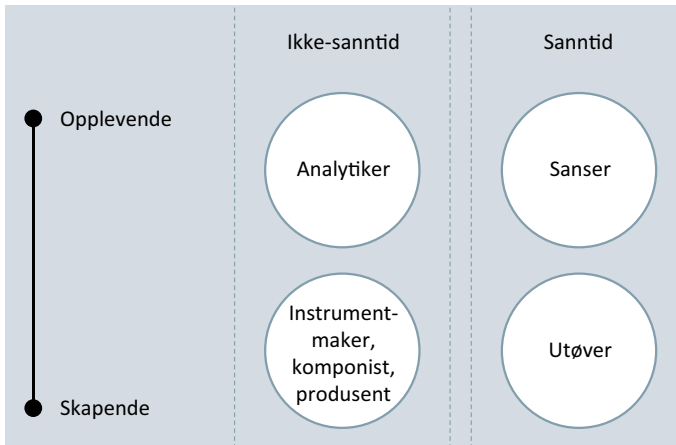 Ikke-sanntid
Sanntid
Opplevende
Analytiker
Sanser
Instrument-
maker,
komponist,
produsent
Utøver
Skapende